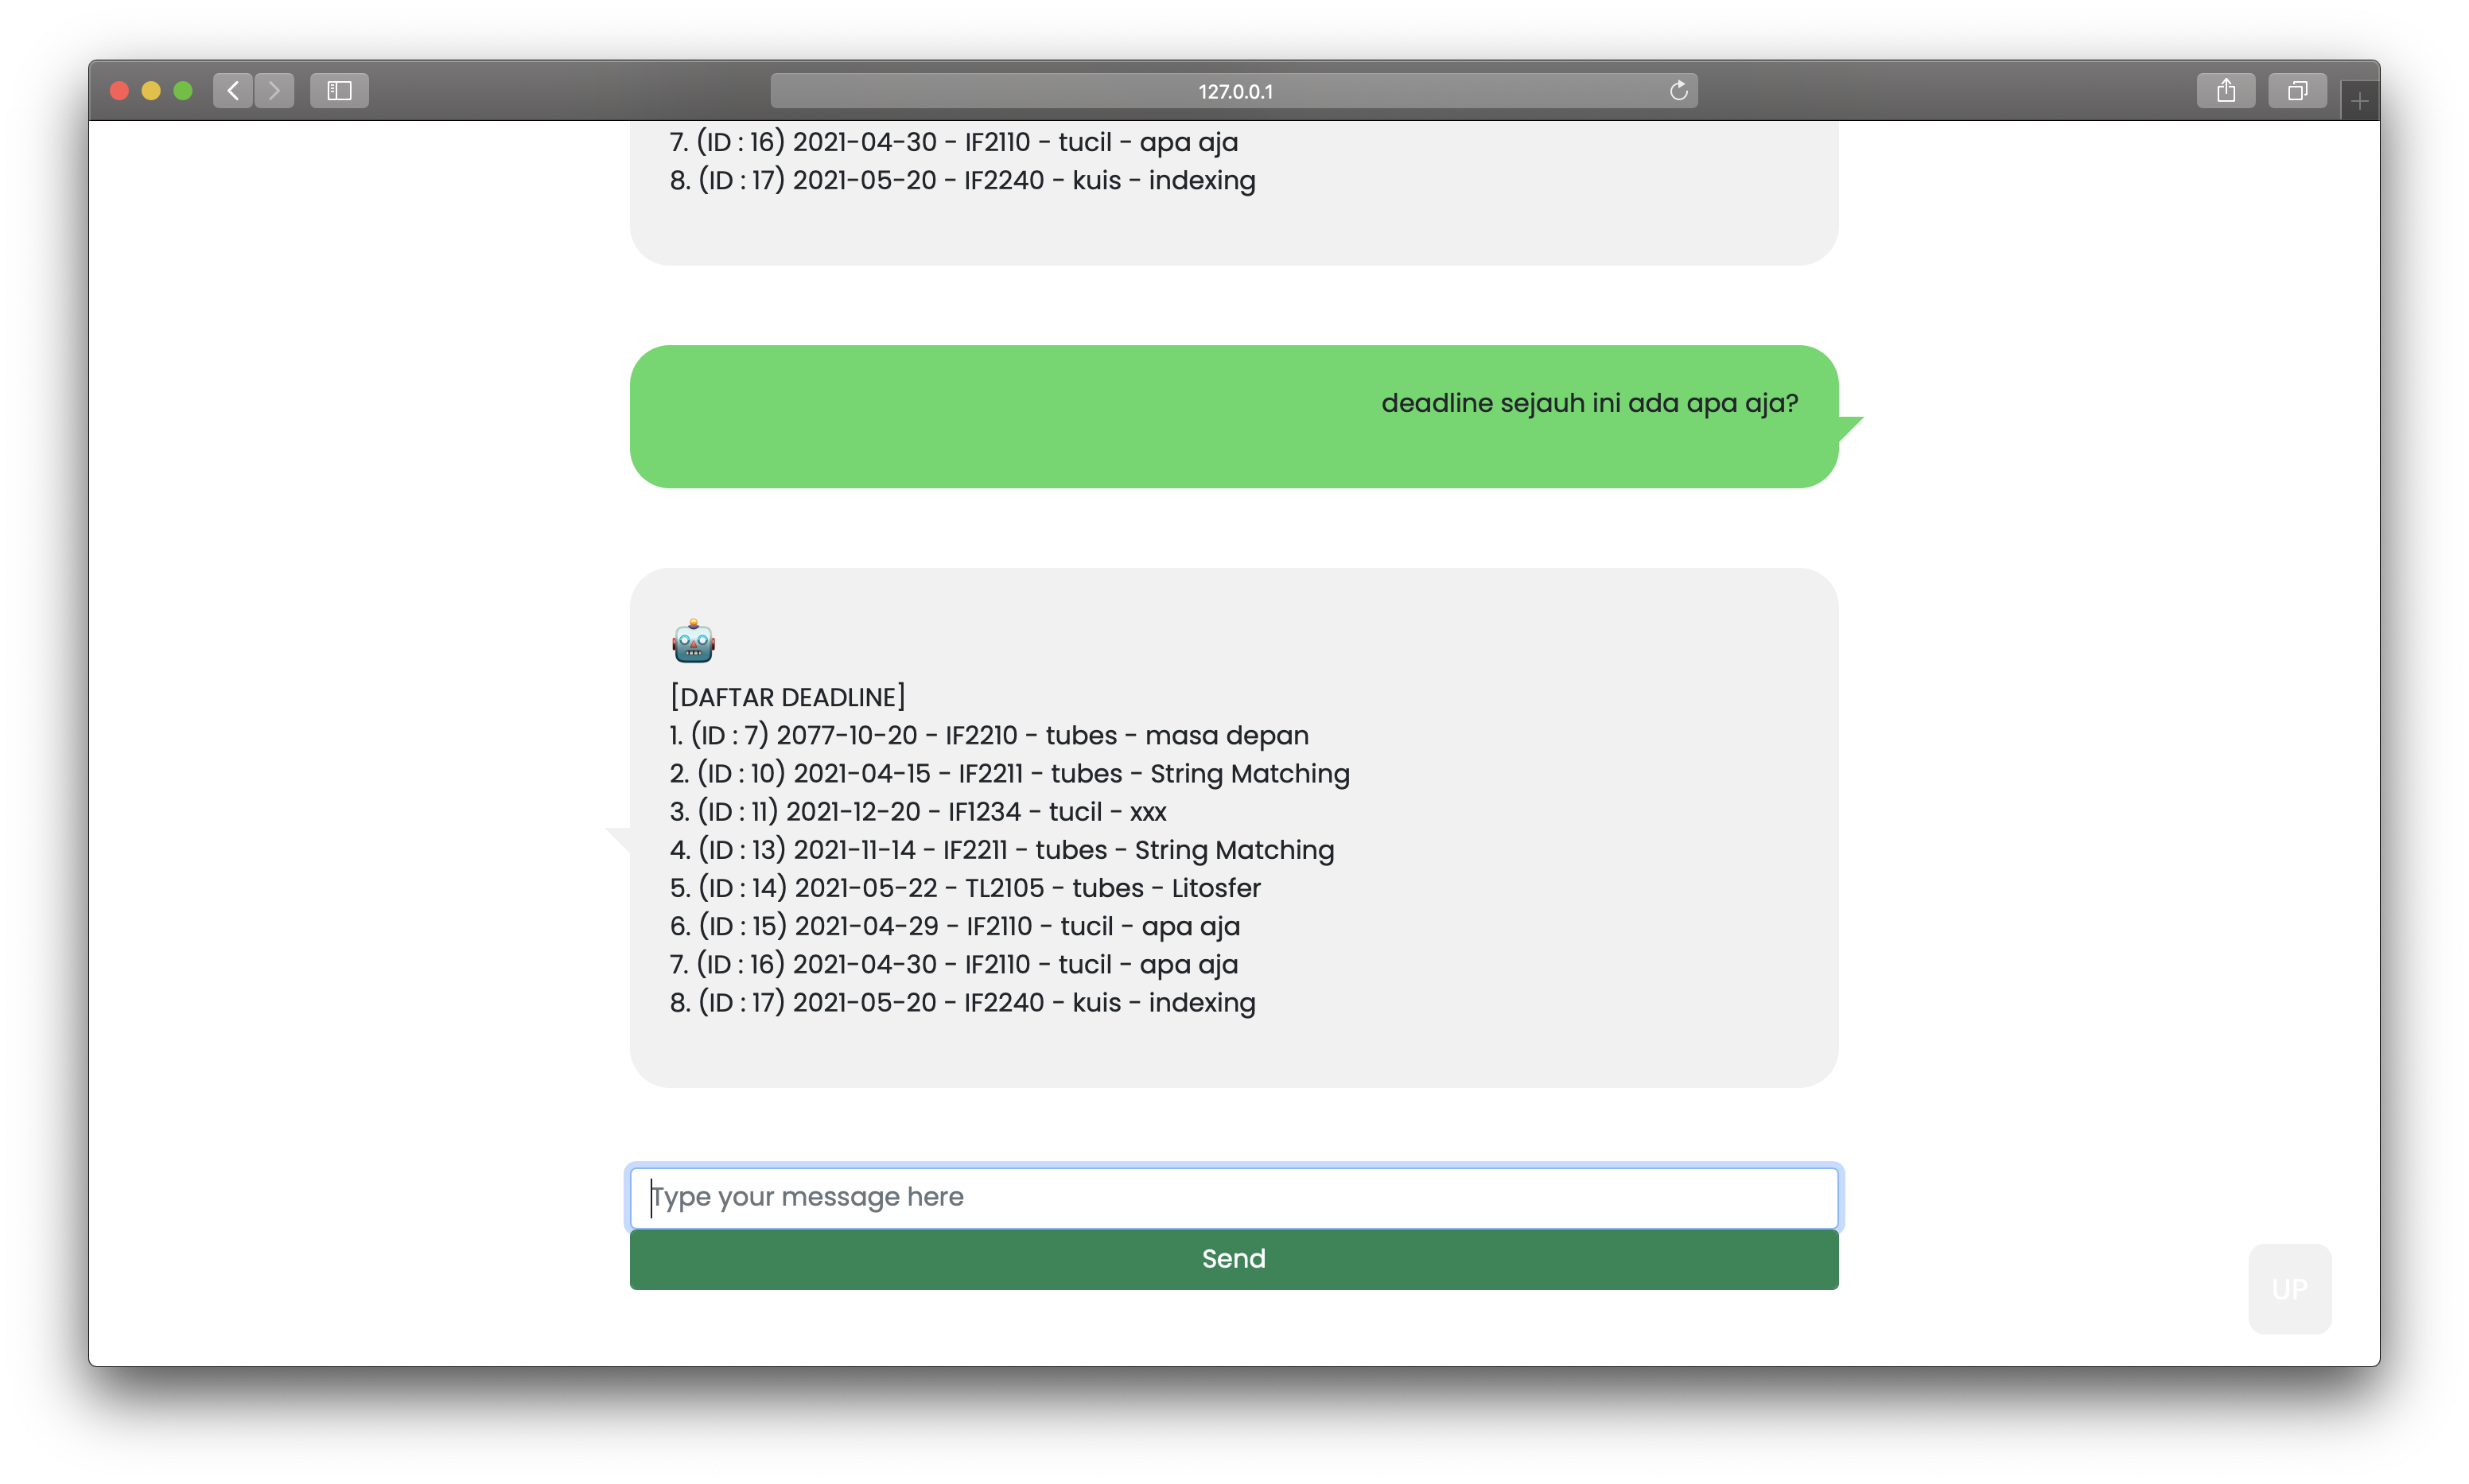 127.0.0.1
7. (ID : 16) 2021-04-30 - IF2110 - tucil - apa aja
8. (ID : 17) 2021-05-20 - IF2240 - kuis - indexing
deadline sejauh ini ada apa aja?
[DAFTAR DEADLINE]
1. (ID : 7) 2077-10-20 - IF2210 - tubes - masa depan
2. (ID : 10) 2021-04-15 - IF2211 - tubes - String Matching
3. (ID : 11) 2021-12-20 - IF1234 - tucil - xxx
4. (ID : 13) 2021-11-14 - IF2211 - tubes - String Matching
5. (ID : 14) 2021-05-22 - TL2105 - tubes - Litosfer
6. (ID : 15) 2021-04-29 - IF2110 - tucil - apa aja
7. (ID : 16) 2021-04-30 - IF2110 - tucil - apa aja
8. (ID : 17) 2021-05-20 - IF2240 - kuis - indexing
Type your message here
Send
UP